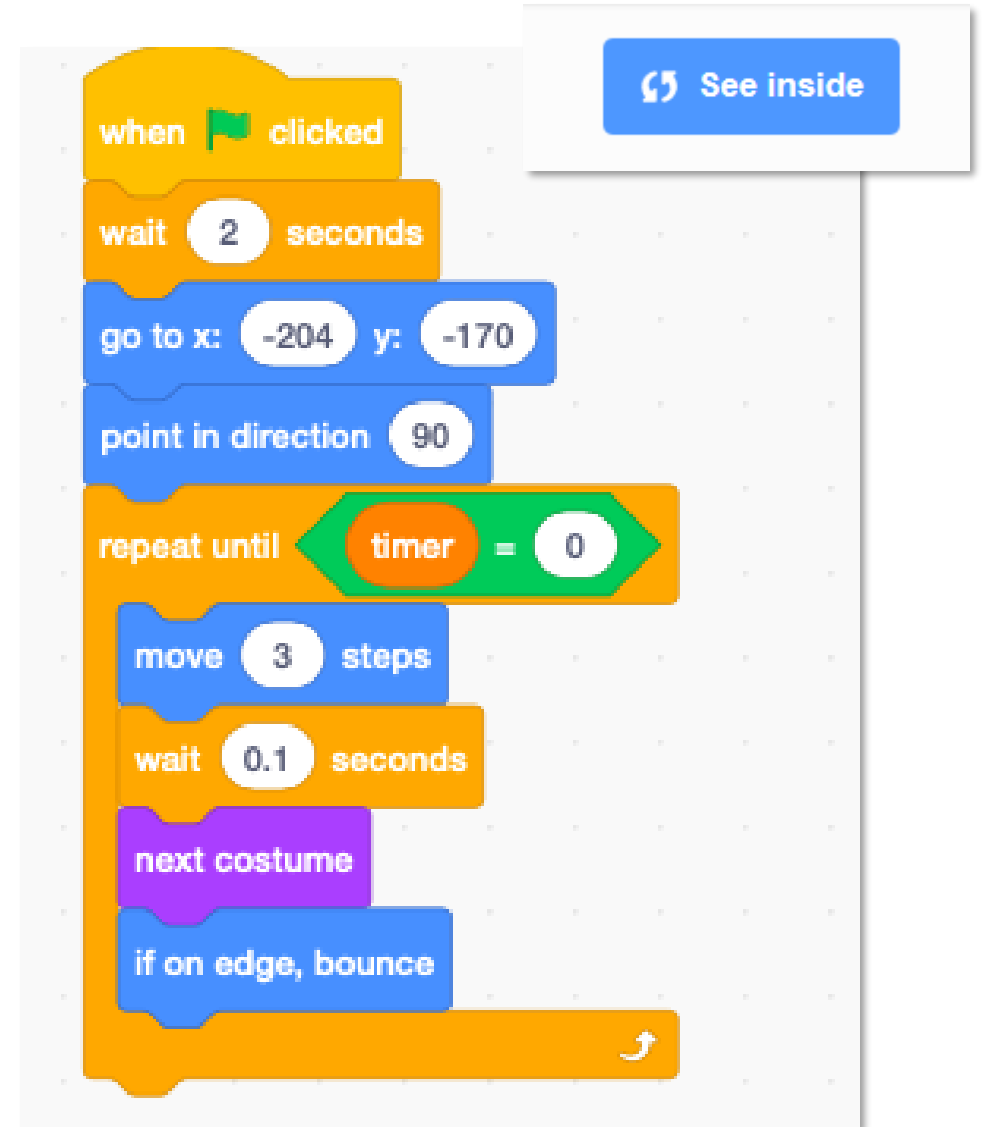 See inside
when clicked
wait 2 seconds
go to x: -204 y: -170
point in direction 90
repeat until timer = 0
move 3 steps
wait 0.1 seconds
next costume
if on edge, bounce